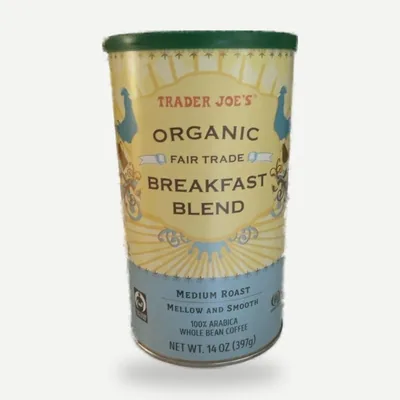 TRADER JOE'S
ORGANIC
FAIR TRADE
BREAKFAST
BLEND
MEDIUM ROAST
MELLOW AND SMOOTH
100% ARABICA
WHOLE BEAN COFFEE
NET WT. 14 OZ (397g)